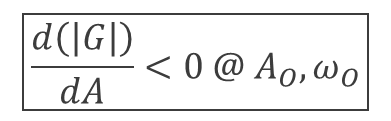 d(|G|)/dA < 0 @ A_O, ω_O